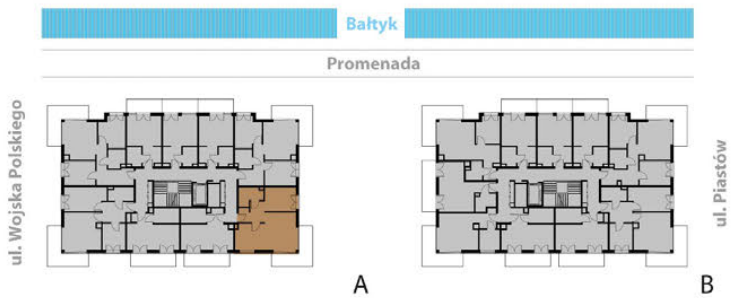 Bałtyk
Promenada
ul. Wojska Polskiego
ul. Piastów
A
B